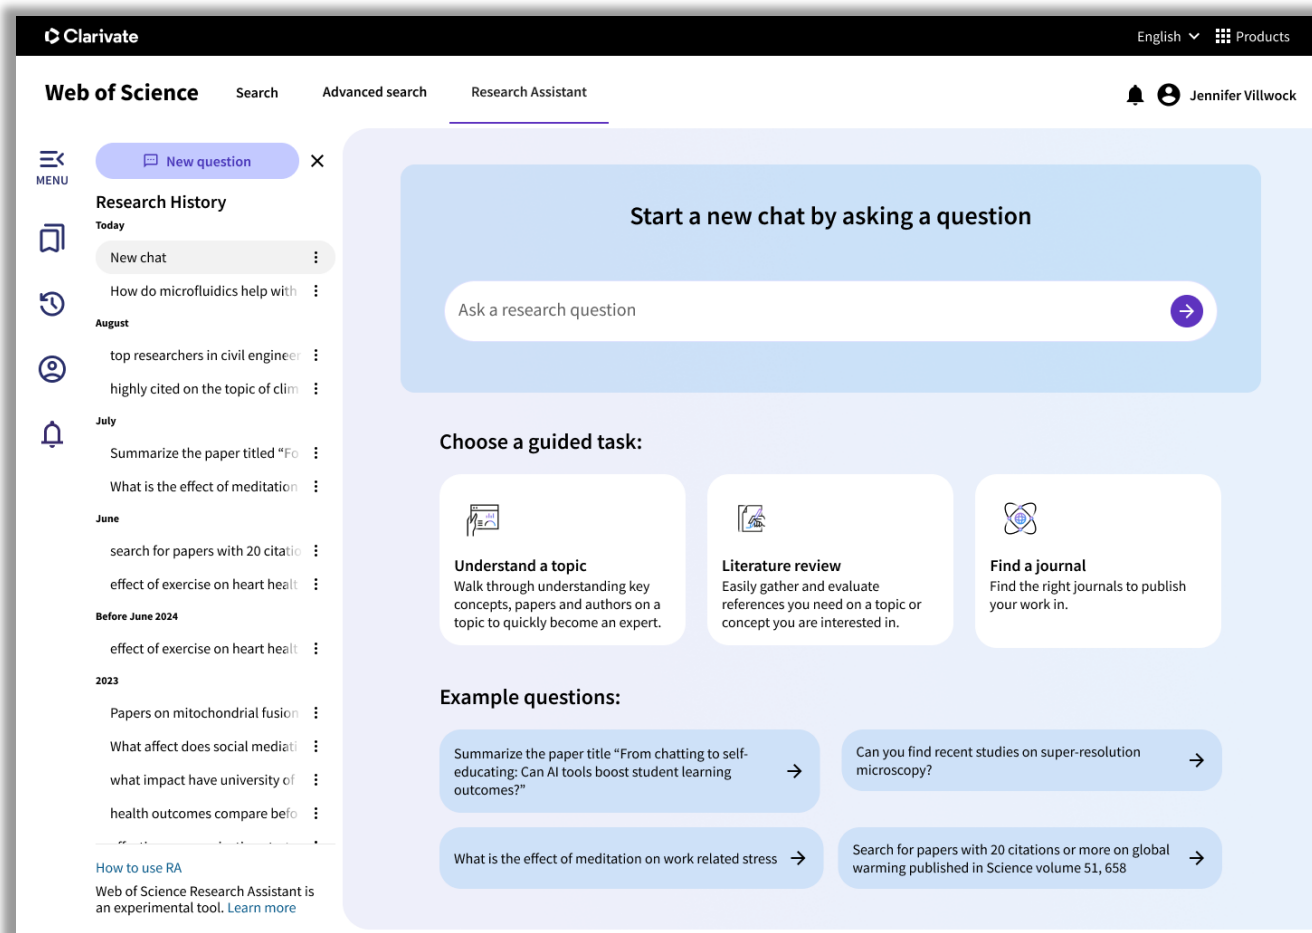 Clarivate
English
Products
Web of Science
Search
Advanced search
Research Assistant
Jennifer Villwock
MENU
New question
Research History
Today
New chat
How do microfluidics help with
August
top researchers in civil engineer
highly cited on the topic of clim
July
Summarize the paper titled “Fo
What is the effect of meditation
June
search for papers with 20 citatio
effect of exercise on heart healt
Before June 2024
effect of exercise on heart healt
2023
Papers on mitochondrial fusion
What affect does social mediati
what impact have university of
health outcomes compare befo
How to use RA
Web of Science Research Assistant is
an experimental tool. Learn more
Start a new chat by asking a question
Ask a research question
Choose a guided task:
Understand a topic
Walk through understanding key
concepts, papers and authors on a
topic to quickly become an expert.
Literature review
Easily gather and evaluate
references you need on a topic or
concept you are interested in.
Find a journal
Find the right journals to publish
your work in.
Example questions:
Summarize the paper title “From chatting to self-
educating: Can AI tools boost student learning
outcomes?”
Can you find recent studies on super-resolution
microscopy?
What is the effect of meditation on work related stress
Search for papers with 20 citations or more on global
warming published in Science volume 51, 658